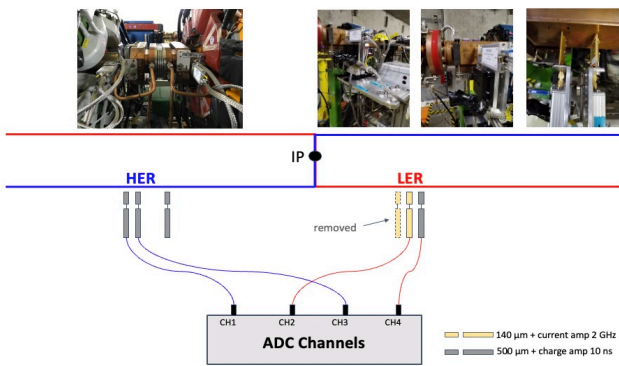 IP
HER
LER
removed
CH1
CH2
CH3
CH4
ADC Channels
140 μm + current amp 2 GHz
500 μm + charge amp 10 ns